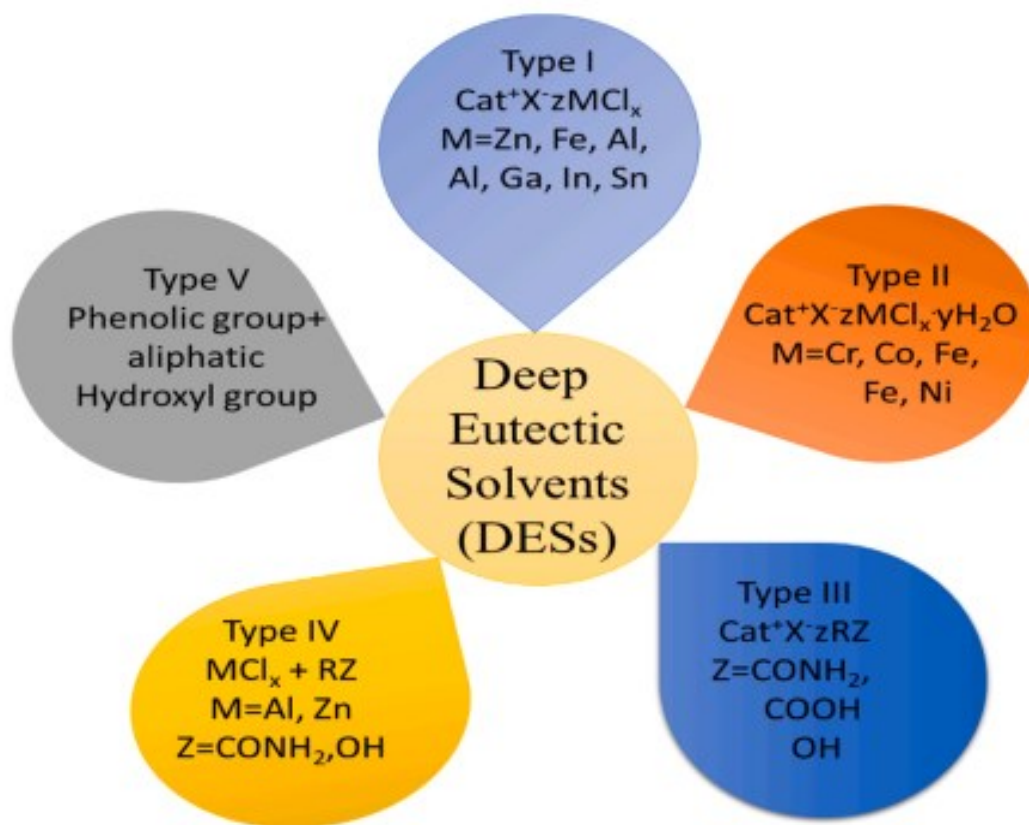 Type I
Cat⁺X⁻zMClₓ
M=Zn, Fe, Al,
Al, Ga, In, Sn
Type II
Cat⁺X⁻zMClₓ·yH₂O
M=Cr, Co, Fe,
Fe, Ni
Type III
Cat⁺X⁻zRZ
Z=CONH₂,
COOH
OH
Type IV
MClₓ + RZ
M=Al, Zn
Z=CONH₂,OH
Type V
Phenolic group+
aliphatic
Hydroxyl group
Deep
Eutectic
Solvents
(DESs)